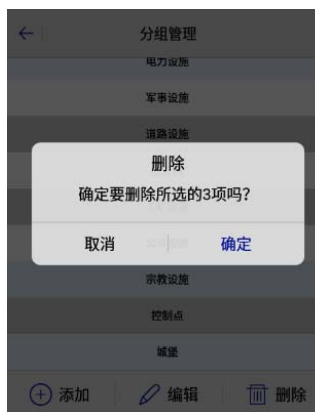 分组管理
电力设施
军事设施
道路设施
删除
确定要删除所选的3项吗?
取消 确定
宗教设施
控制点
城堡
添加 编辑 删除